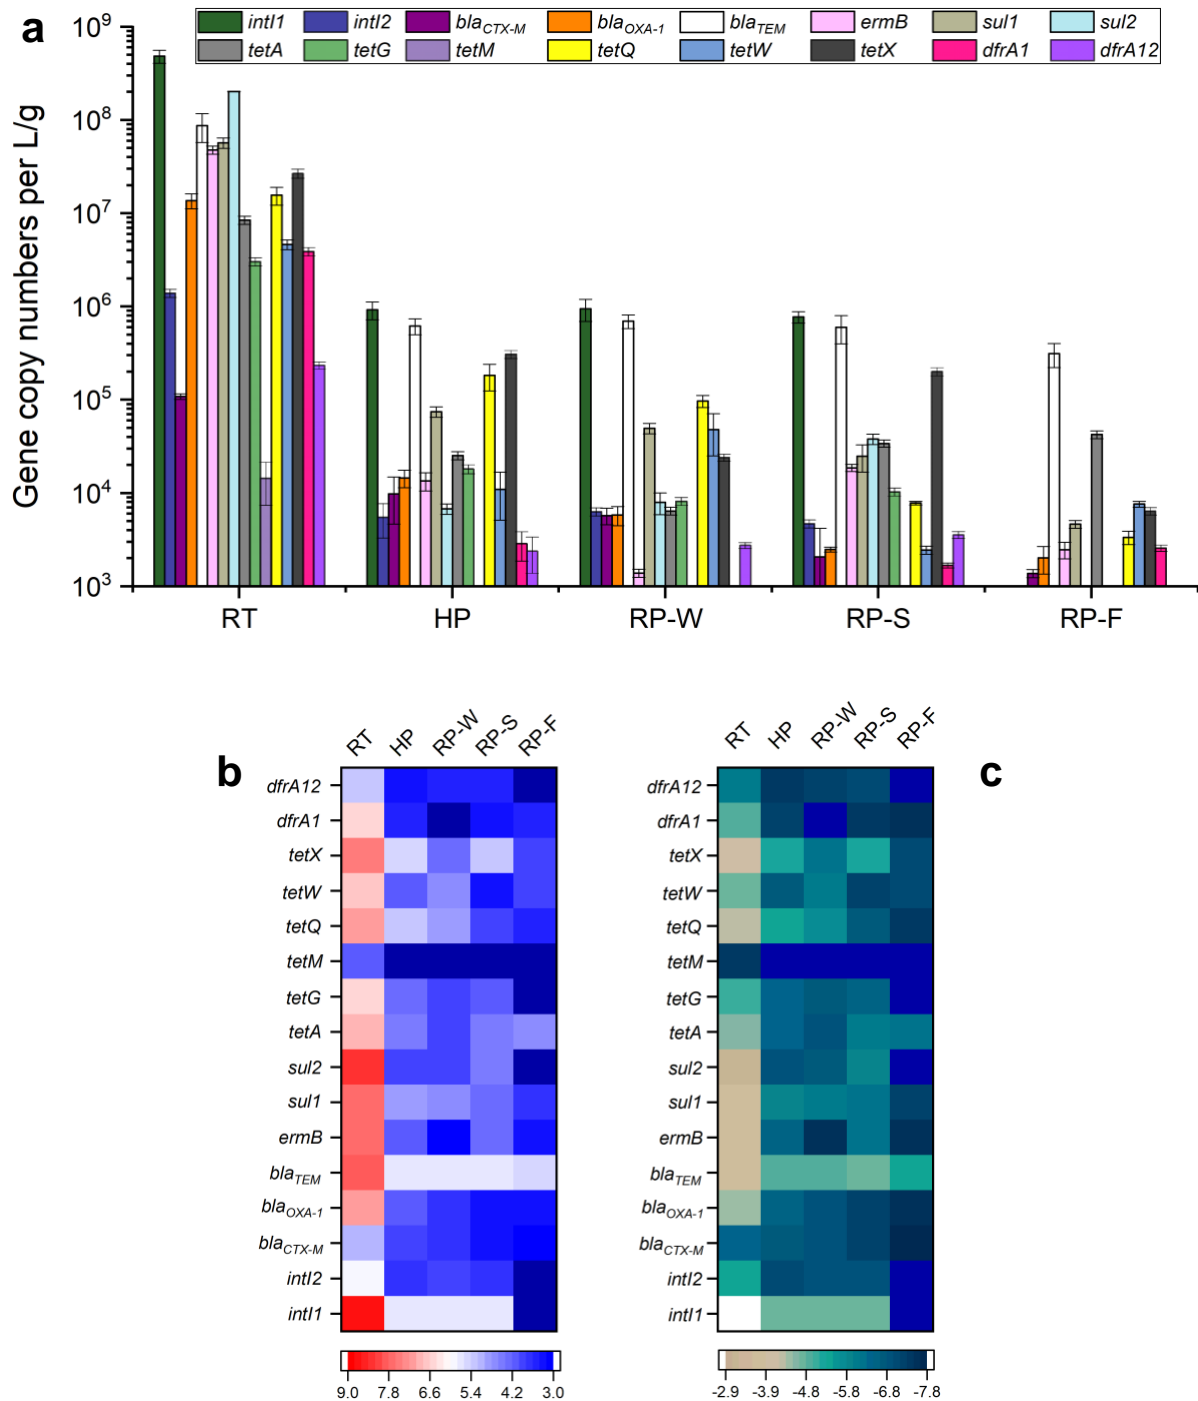 a
intI1 intI2 blaCTX-M blaOXA-1 blaTEM ermB sul1 sul2
tetA tetG tetM tetQ tetW tetX dfrA1 dfrA12
Gene copy numbers per L/g
10^9
10^8
10^7
10^6
10^5
10^4
10^3
RT HP RP-W RP-S RP-F
b
RT HP RP-W RP-S RP-F
dfrA12
dfrA1
tetX
tetW
tetQ
tetM
tetG
tetA
sul2
sul1
ermB
blaTEM
blaOXA-1
blaCTX-M
intI2
intI1
9.0 7.8 6.6 5.4 4.2 3.0
c
RT HP RP-W RP-S RP-F
dfrA12
dfrA1
tetX
tetW
tetQ
tetM
tetG
tetA
sul2
sul1
ermB
blaTEM
blaOXA-1
blaCTX-M
intI2
intI1
-2.9 -3.9 -4.8 -5.8 -6.8 -7.8